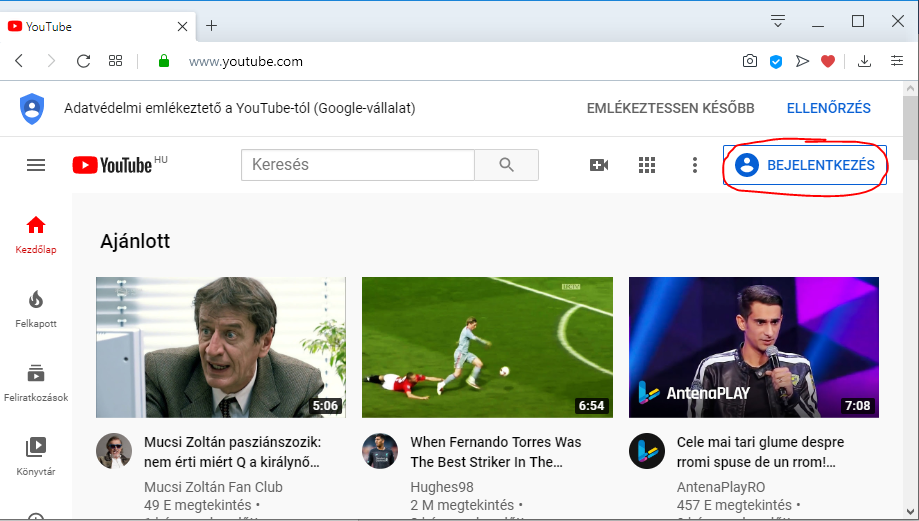 YouTube
www.youtube.com
Adatvédelmi emlékeztető a YouTube-tól (Google-vállalat)
EMLÉKEZTESSEN KÉSŐBB
ELLENŐRZÉS
YouTube HU
Keresés
BEJELENTKEZÉS
Kezdőlap
Felkapott
Feliratkozások
Könyvtár
Ajánlott
5:06
Mucsi Zoltán pasziánszozik:
nem érti miért Q a királynő...
Mucsi Zoltán Fan Club
49 E megtekintés •
6:54
When Fernando Torres Was
The Best Striker In The...
Hughes98
2 M megtekintés •
AntenaPLAY
7:08
Cele mai tari glume despre
rromi spuse de un rrom!...
AntenaPlayRO
457 E megtekintés •